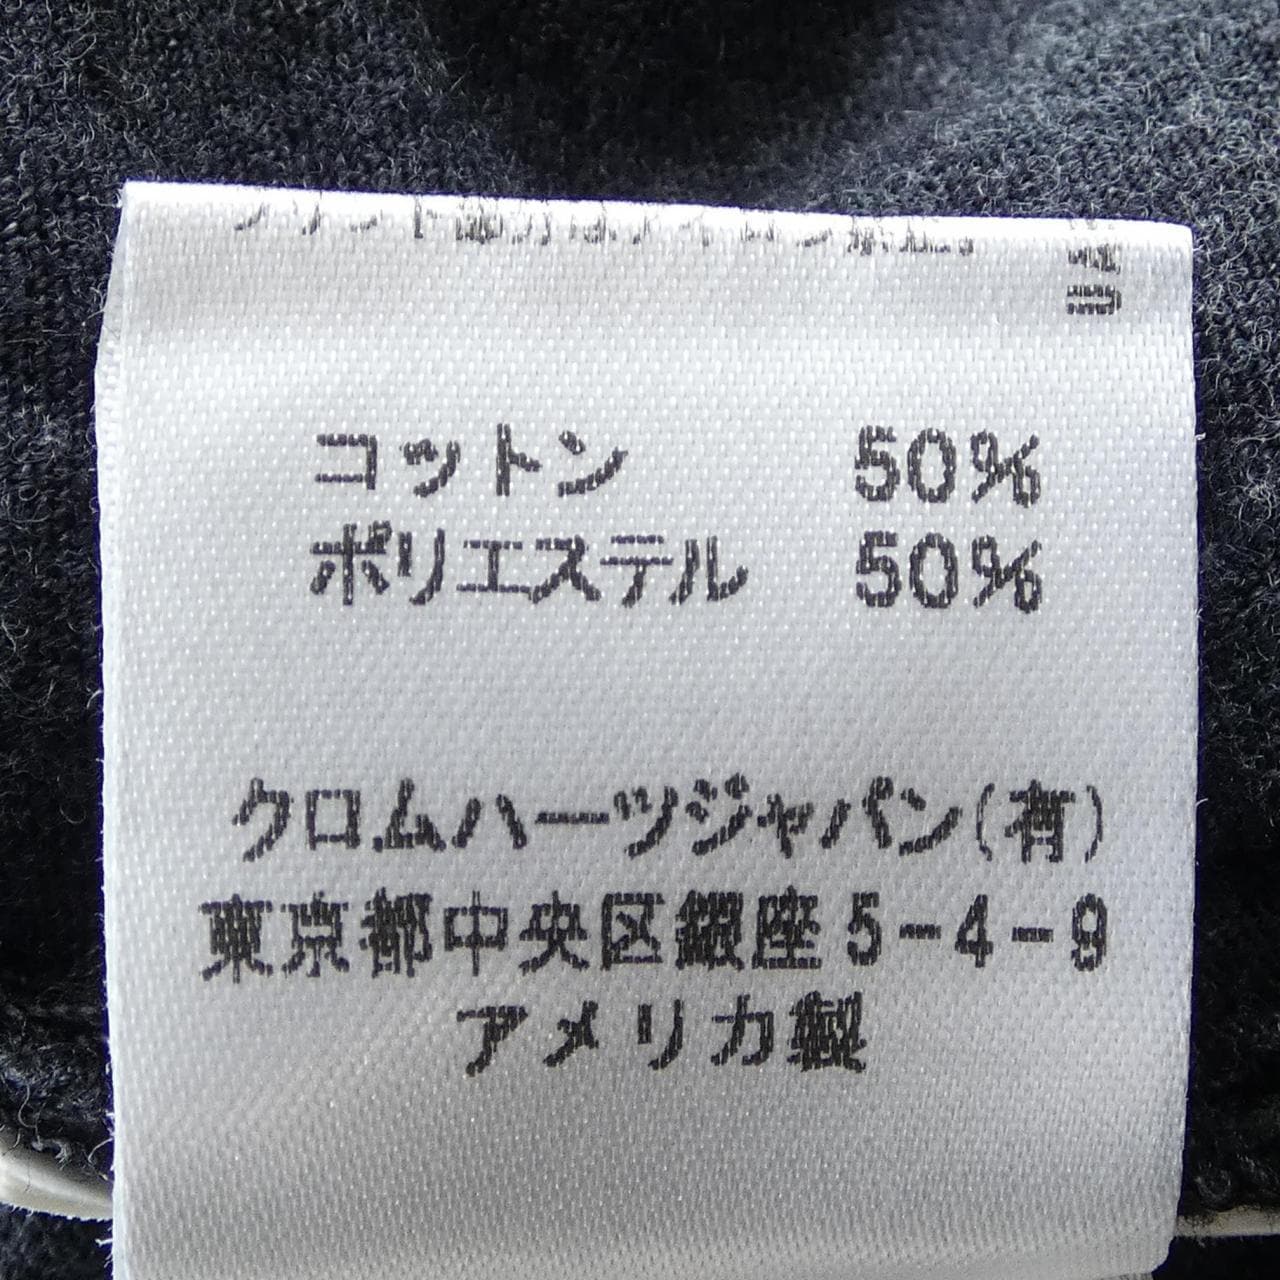 コットン 50%
ポリエステル 50%
クロムハーツジャパン(有)
東京都中央区銀座5-4-9
アメリカ製